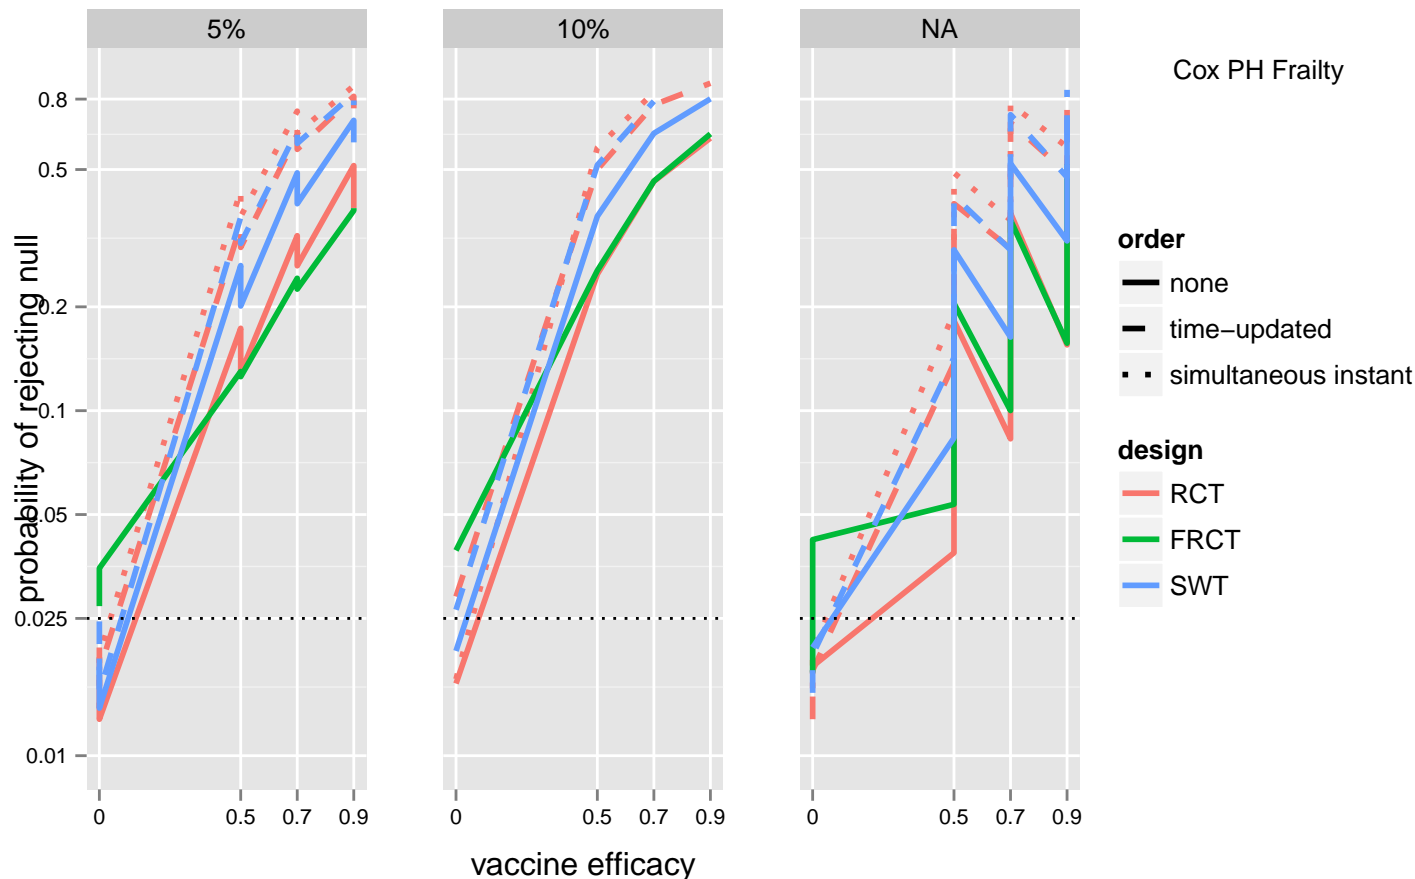 5%
10%
NA
Cox PH Frailty
probability of rejecting null
0.8
0.5
0.2
0.1
0.05
0.025
0.01
0 0.5 0.7 0.9
0 0.5 0.7 0.9
0 0.5 0.7 0.9
vaccine efficacy
order
none
time−updated
simultaneous instant
design
RCT
FRCT
SWT